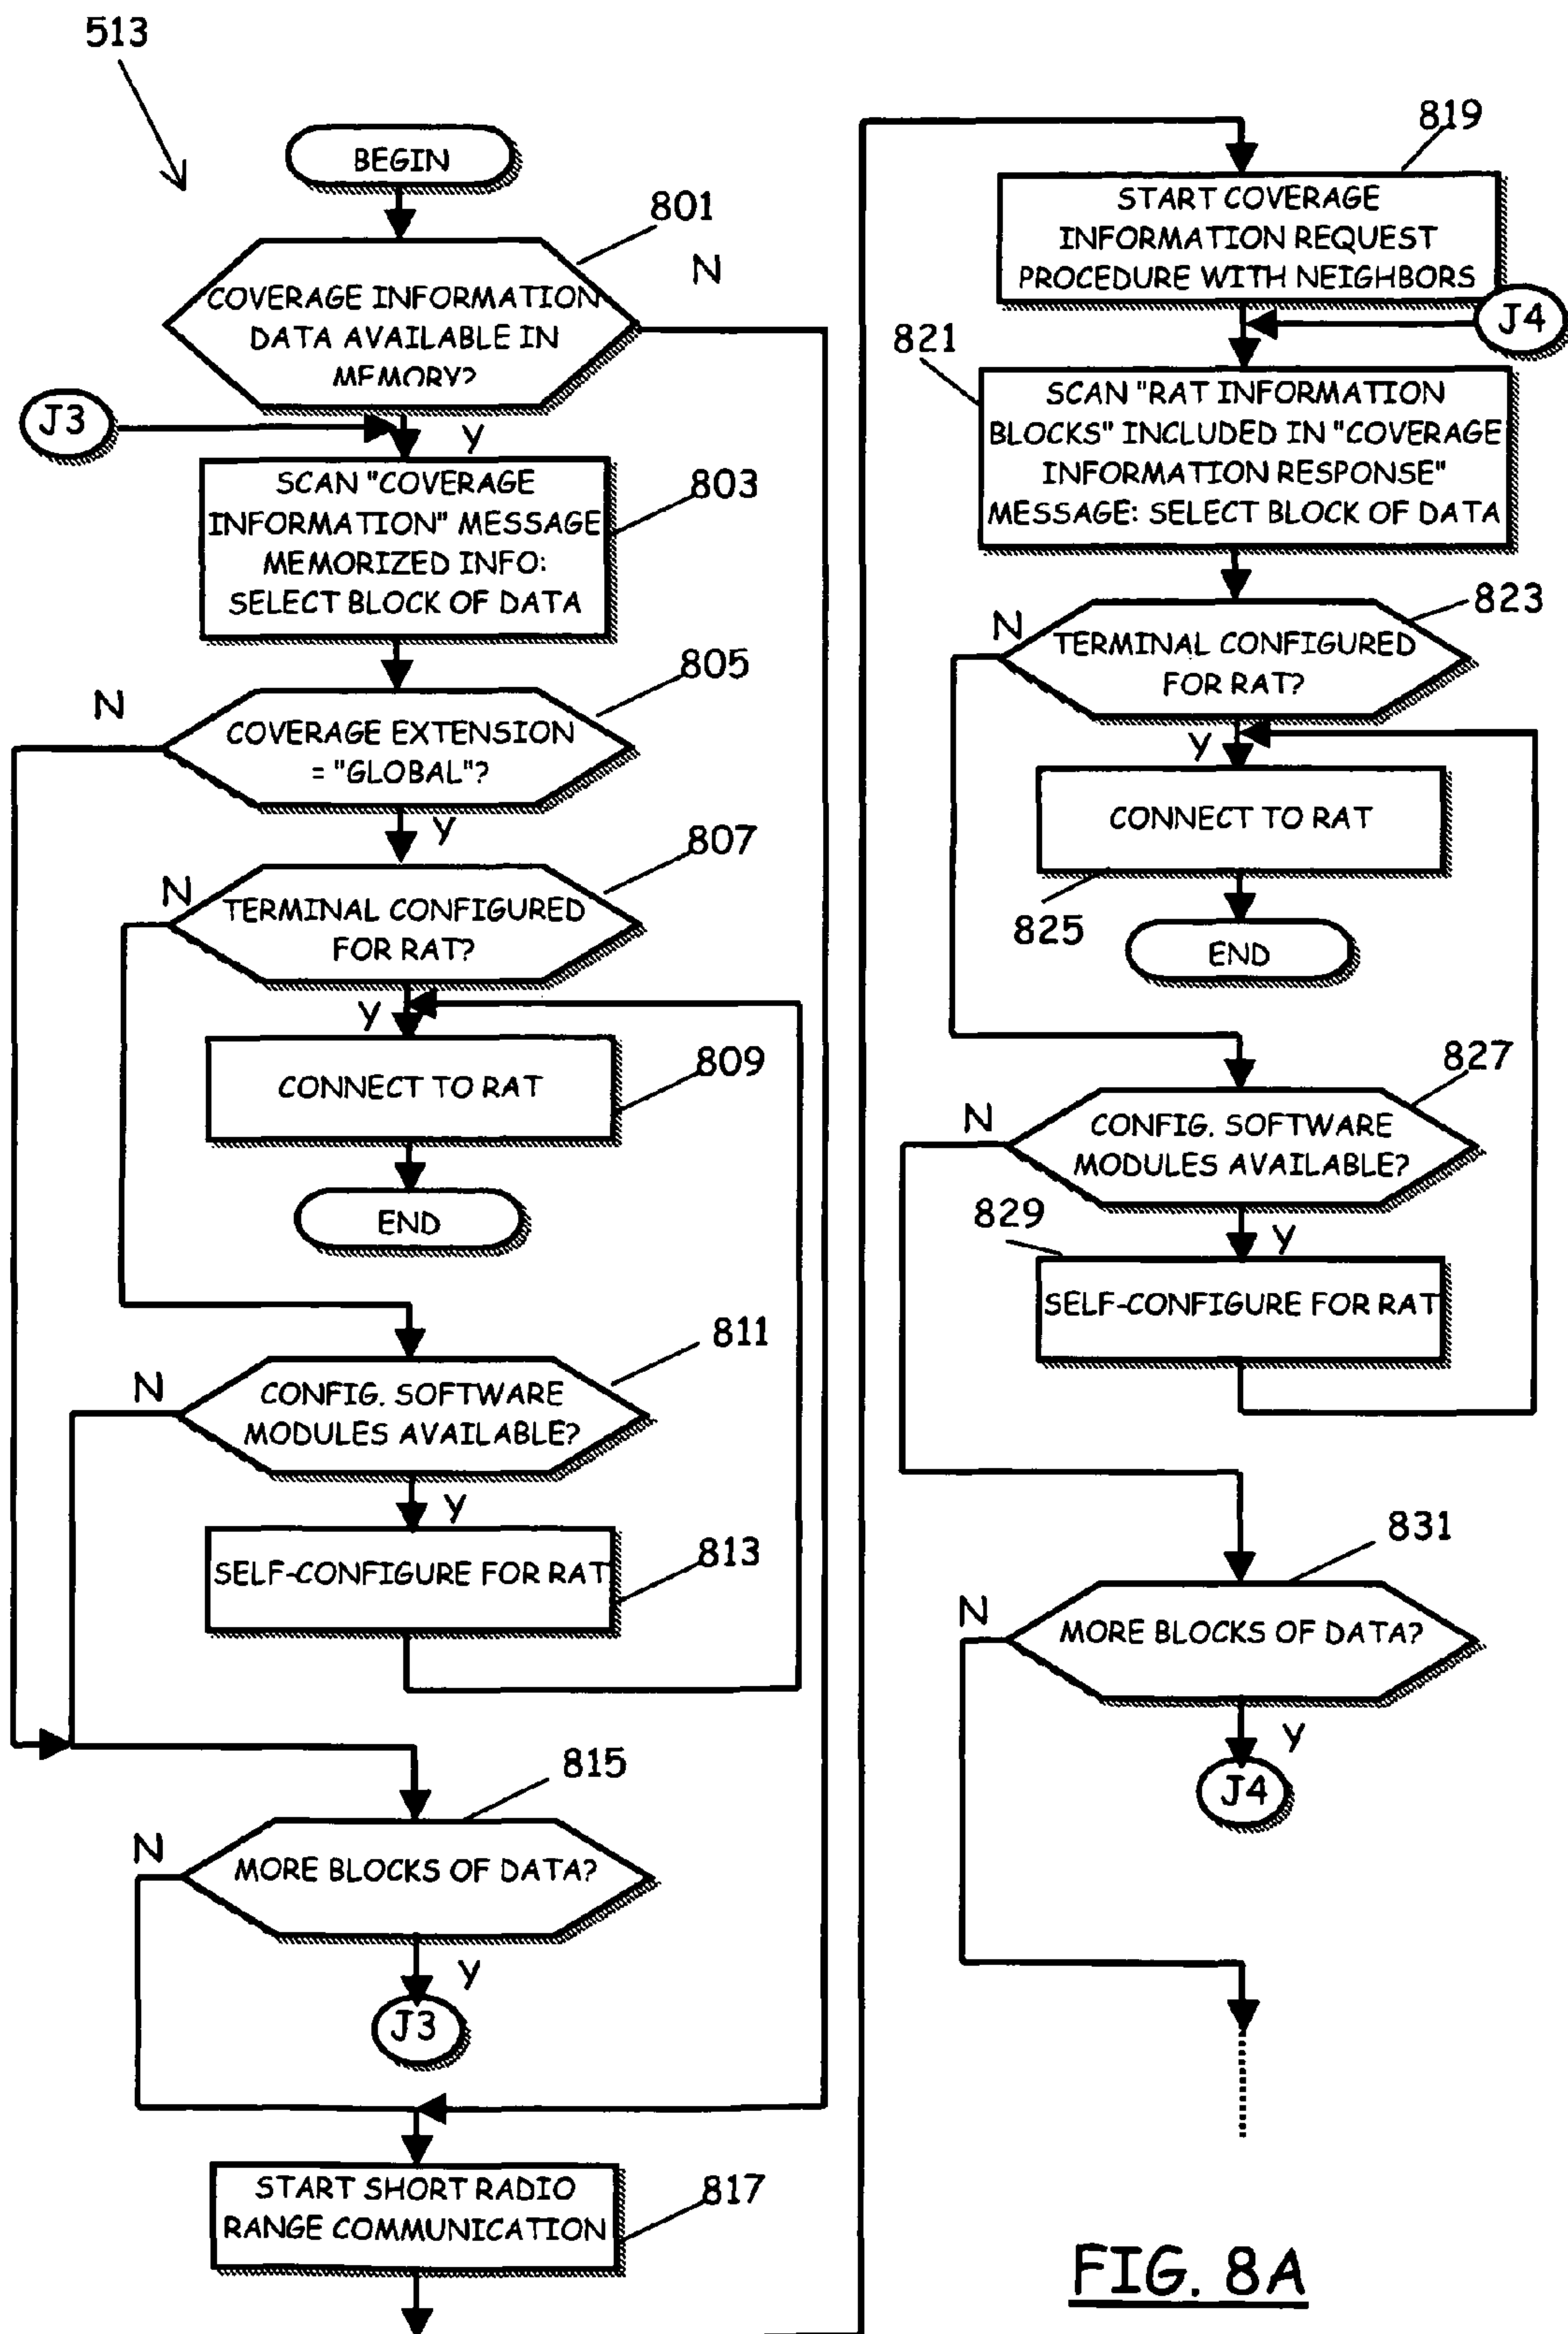 513
BEGIN
801
N
COVERAGE INFORMATION
DATA AVAILABLE IN
MEMORY?
J3
Y
SCAN "COVERAGE
INFORMATION" MESSAGE
MEMORIZED INFO:
SELECT BLOCK OF DATA
803
805
N
COVERAGE EXTENSION
= "GLOBAL"?
Y
807
N
TERMINAL CONFIGURED
FOR RAT?
Y
CONNECT TO RAT
809
END
811
N
CONFIG. SOFTWARE
MODULES AVAILABLE?
Y
SELF-CONFIGURE FOR RAT
813
815
N
MORE BLOCKS OF DATA?
Y
J3
START SHORT RADIO
RANGE COMMUNICATION
817
819
START COVERAGE
INFORMATION REQUEST
PROCEDURE WITH NEIGHBORS
J4
821
SCAN "RAT INFORMATION
BLOCKS" INCLUDED IN "COVERAGE
INFORMATION RESPONSE"
MESSAGE: SELECT BLOCK OF DATA
823
N
TERMINAL CONFIGURED
FOR RAT?
Y
CONNECT TO RAT
825
END
827
N
CONFIG. SOFTWARE
MODULES AVAILABLE?
829
Y
SELF-CONFIGURE FOR RAT
831
N
MORE BLOCKS OF DATA?
Y
J4
FIG. 8A